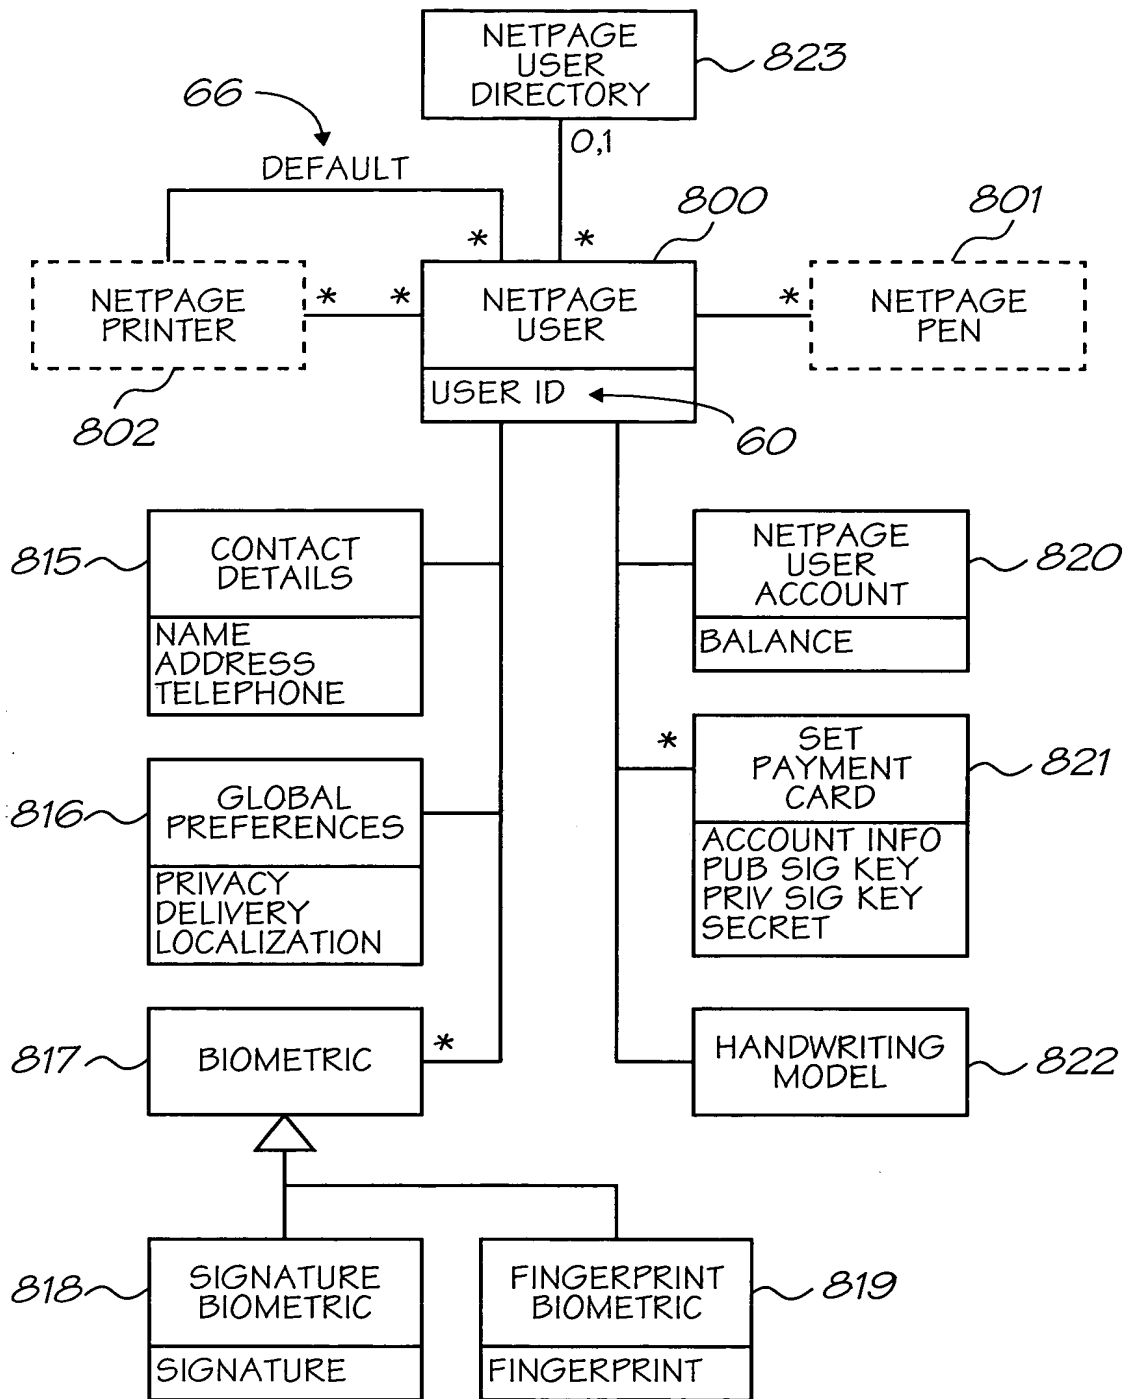 NETPAGE
USER
DIRECTORY
823
66
0,1
DEFAULT
800
801
*
*
NETPAGE
PRINTER
*
*
NETPAGE
USER
*
NETPAGE
PEN
802
USER ID
60
815
CONTACT
DETAILS
NAME
ADDRESS
TELEPHONE
NETPAGE
USER
ACCOUNT
820
BALANCE
816
GLOBAL
PREFERENCES
PRIVACY
DELIVERY
LOCALIZATION
*
SET
PAYMENT
CARD
821
ACCOUNT INFO
PUB SIG KEY
PRIV SIG KEY
SECRET
817
BIOMETRIC
*
HANDWRITING
MODEL
822
818
SIGNATURE
BIOMETRIC
SIGNATURE
FINGERPRINT
BIOMETRIC
819
FINGERPRINT